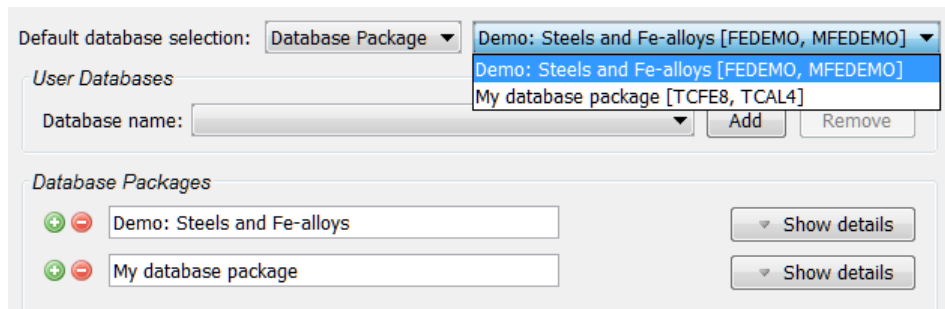 Default database selection: Database Package Demo: Steels and Fe-alloys [FEDEMO, MFEDEMO]
Demo: Steels and Fe-alloys [FEDEMO, MFEDEMO]
My database package [TCFE8, TCAL4]
User Databases
Database name: Add Remove
Database Packages
Demo: Steels and Fe-alloys Show details
My database package Show details